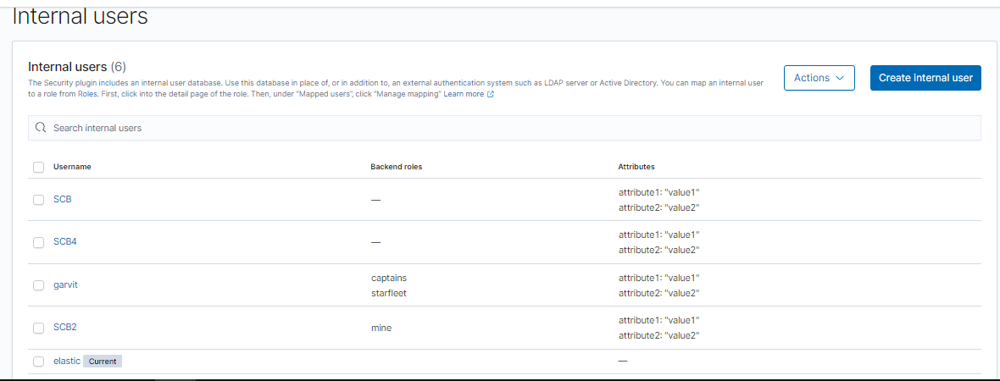 Internal users
Internal users (6)
The Security plugin includes an internal user database. Use this database in place of, or in addition to, an external authentication system such as LDAP server or Active Directory. You can map an internal user
to a role from Roles. First, click into the detail page of the role. Then, under "Mapped users", click "Manage mapping" Learn more
Actions
Create internal user
Search internal users
Username Backend roles Attributes
SCB — attribute1: "value1"
attribute2: "value2"
SCB4 — attribute1: "value1"
attribute2: "value2"
garvit captains attribute1: "value1"
starfleet attribute2: "value2"
SCB2 mine attribute1: "value1"
attribute2: "value2"
elastic Current —